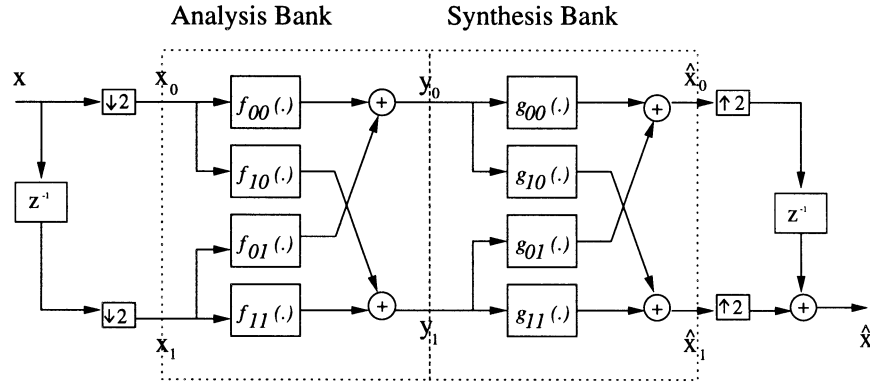 Analysis Bank Synthesis Bank
x ↓2 x₀ f₀₀(.) + y₀ g₀₀(.) + x̂₀ ↑2
f₁₀(.) g₁₀(.)
z⁻¹ z⁻¹
f₀₁(.) g₀₁(.)
↓2 x₁ f₁₁(.) + y₁ g₁₁(.) + x̂₁ ↑2 + x̂